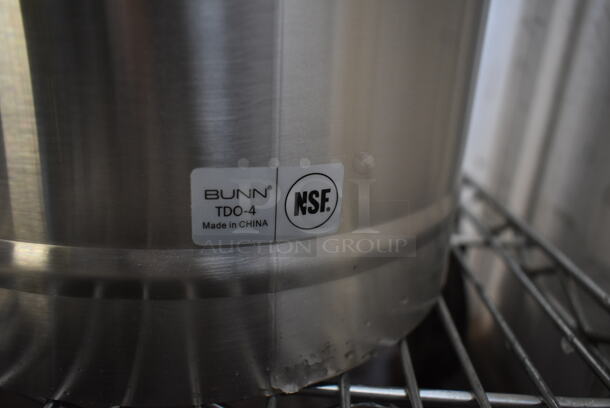 BUNN®
TDO-4
Made in CHINA
NSF.
AUCTION GROUP